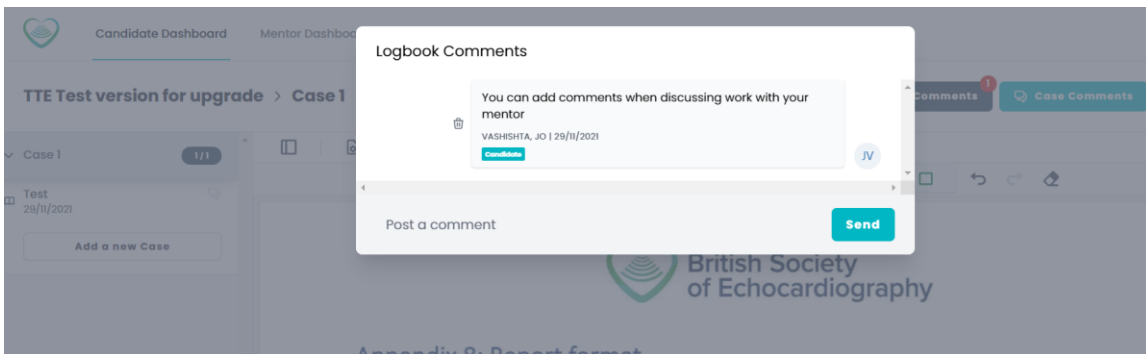 Candidate Dashboard
Mentor Dashboo
TTE Test version for upgrade > Case 1
Comments
1
Case Comments
Logbook Comments
You can add comments when discussing work with your
mentor
VASHISHTA, JO | 29/11/2021
Candidate
JV
Post a comment
Send
Case 1
1/1
Test
29/11/2021
Add a new Case
British Society
of Echocardiography
Appendix 8: Report format